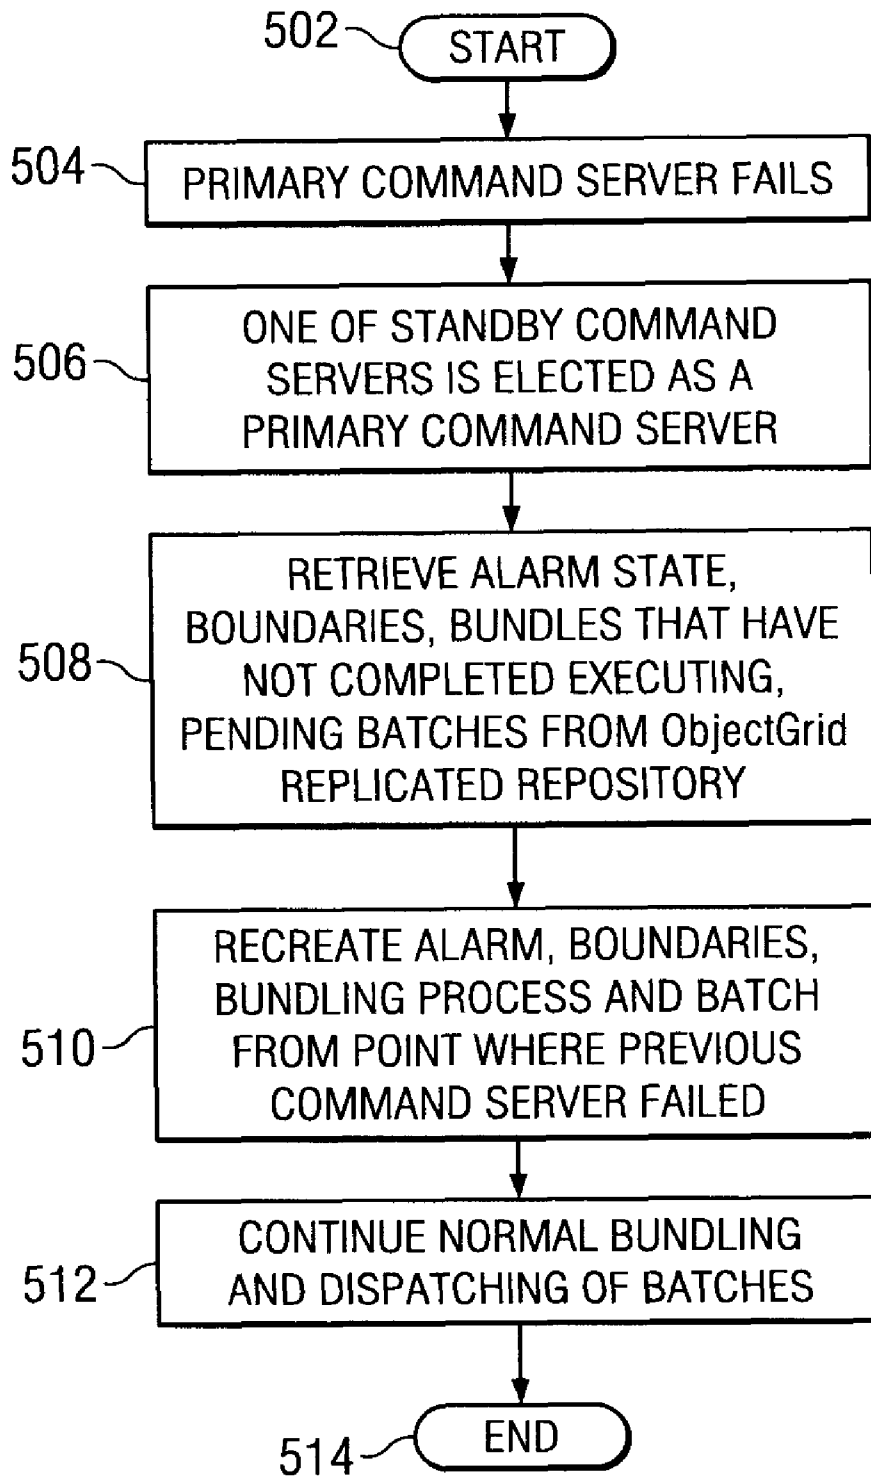 502
START
504
PRIMARY COMMAND SERVER FAILS
506
ONE OF STANDBY COMMAND
SERVERS IS ELECTED AS A
PRIMARY COMMAND SERVER
508
RETRIEVE ALARM STATE,
BOUNDARIES, BUNDLES THAT HAVE
NOT COMPLETED EXECUTING,
PENDING BATCHES FROM ObjectGrid
REPLICATED REPOSITORY
510
RECREATE ALARM, BOUNDARIES,
BUNDLING PROCESS AND BATCH
FROM POINT WHERE PREVIOUS
COMMAND SERVER FAILED
512
CONTINUE NORMAL BUNDLING
AND DISPATCHING OF BATCHES
514
END